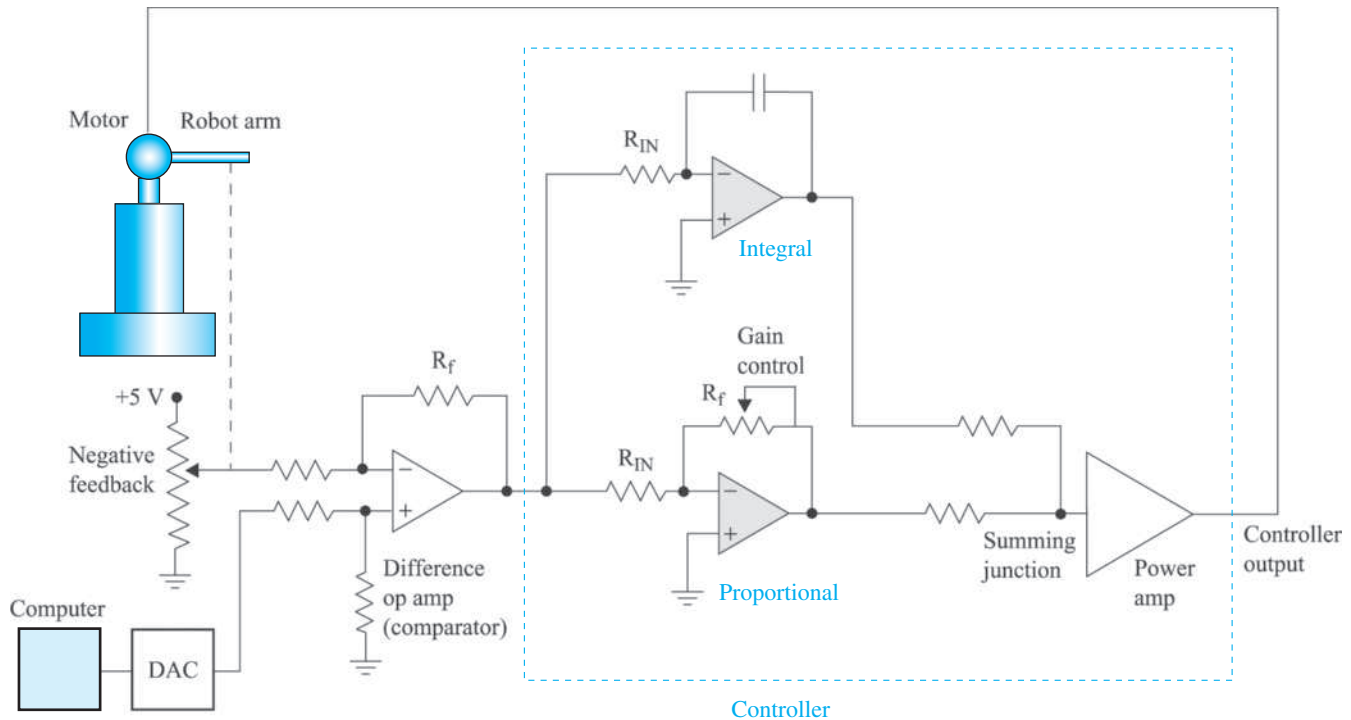 Motor
Robot arm
R_IN
−
+
Integral
+5 V
Negative
feedback
R_f
−
+
Difference
op amp
(comparator)
Gain
control
R_f
R_IN
−
+
Proportional
Summing
junction
Power
amp
Controller
output
Computer
DAC
Controller